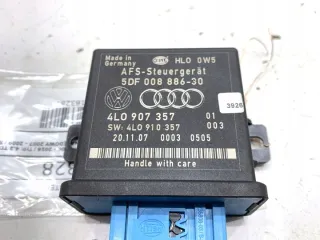 Made in
Germany
HLO 0W5
AFS-Steuergerät
5DF 008 886-30
3928
4L0 907 357 01
SW: 4L0 910 357 003
20.11.07 0003 0505
Handle with care